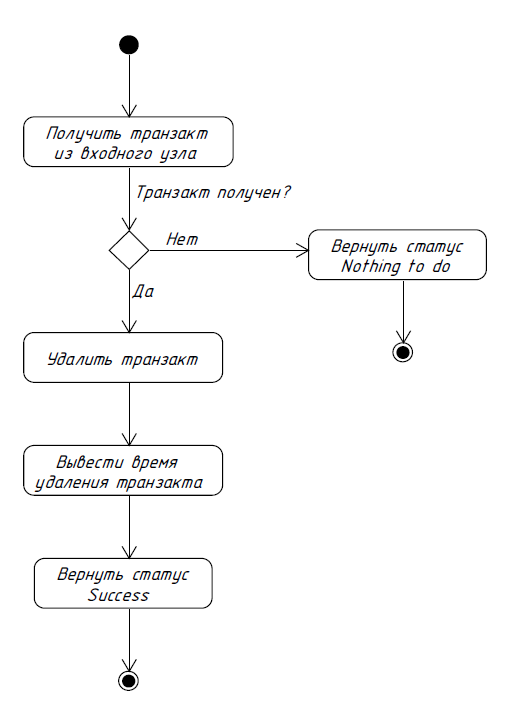 Получить транзакт
из входного узла
Транзакт получен?
Нет
Вернуть статус
Nothing to do
Да
Удалить транзакт
Вывести время
удаления транзакта
Вернуть статус
Success